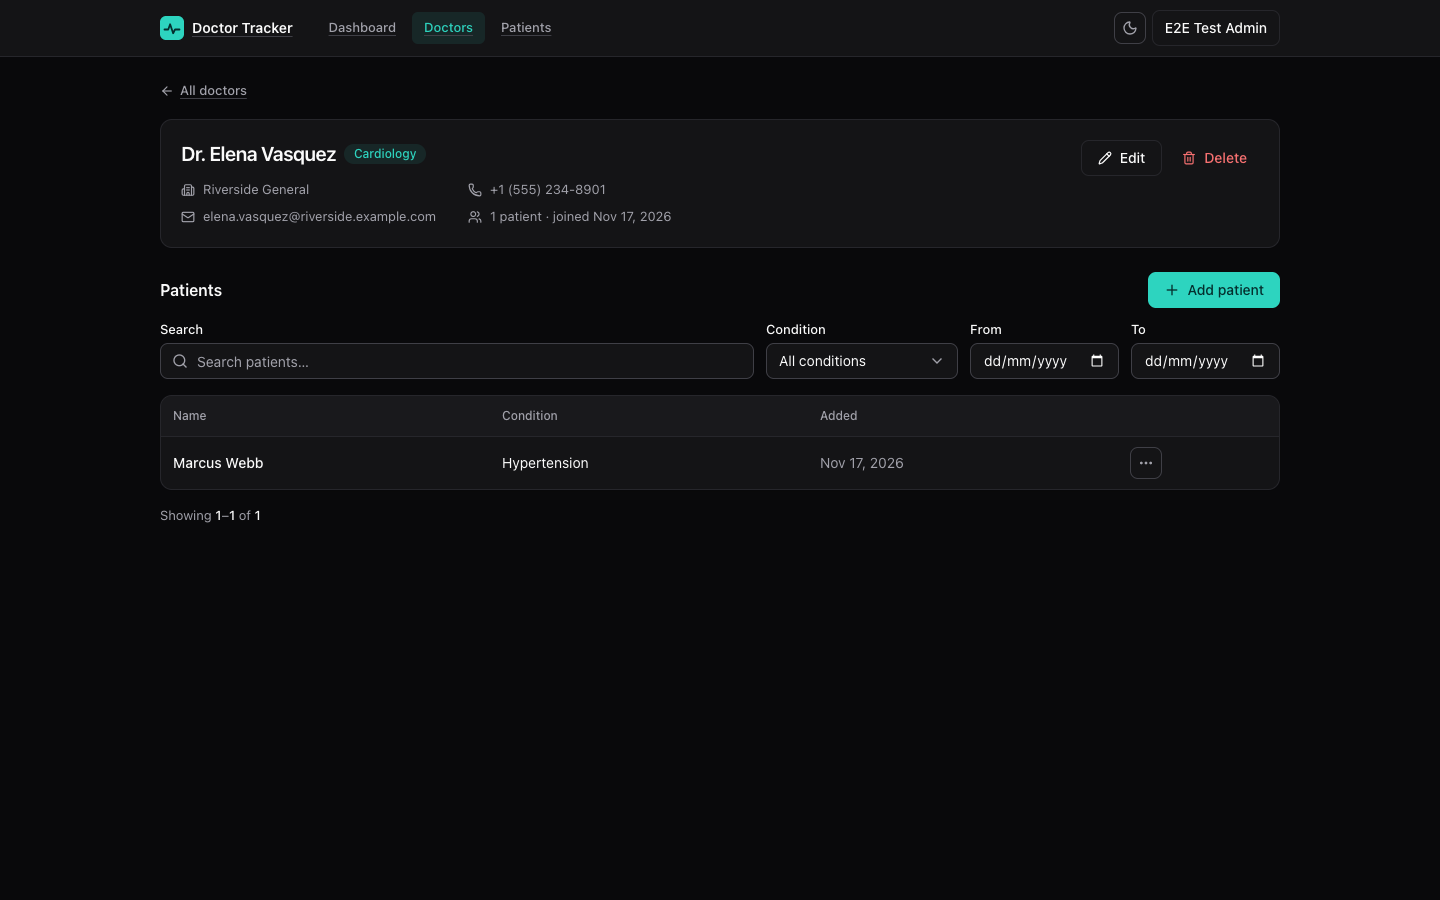 Doctor Tracker Dashboard Doctors Patients E2E Test Admin
All doctors
Dr. Elena Vasquez Cardiology Edit Delete
Riverside General +1 (555) 234-8901
elena.vasquez@riverside.example.com 1 patient · joined Nov 17, 2026
Patients Add patient
Search Condition From To
Search patients... All conditions dd/mm/yyyy dd/mm/yyyy
Name Condition Added
Marcus Webb Hypertension Nov 17, 2026
Showing 1–1 of 1